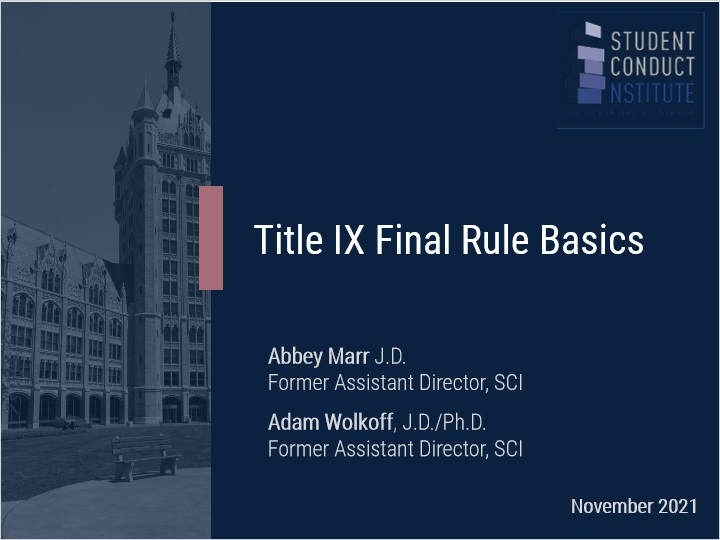 STUDENT
CONDUCT
INSTITUTE
Title IX Final Rule Basics
Abbey Marr J.D.
Former Assistant Director, SCI
Adam Wolkoff, J.D./Ph.D.
Former Assistant Director, SCI
November 2021